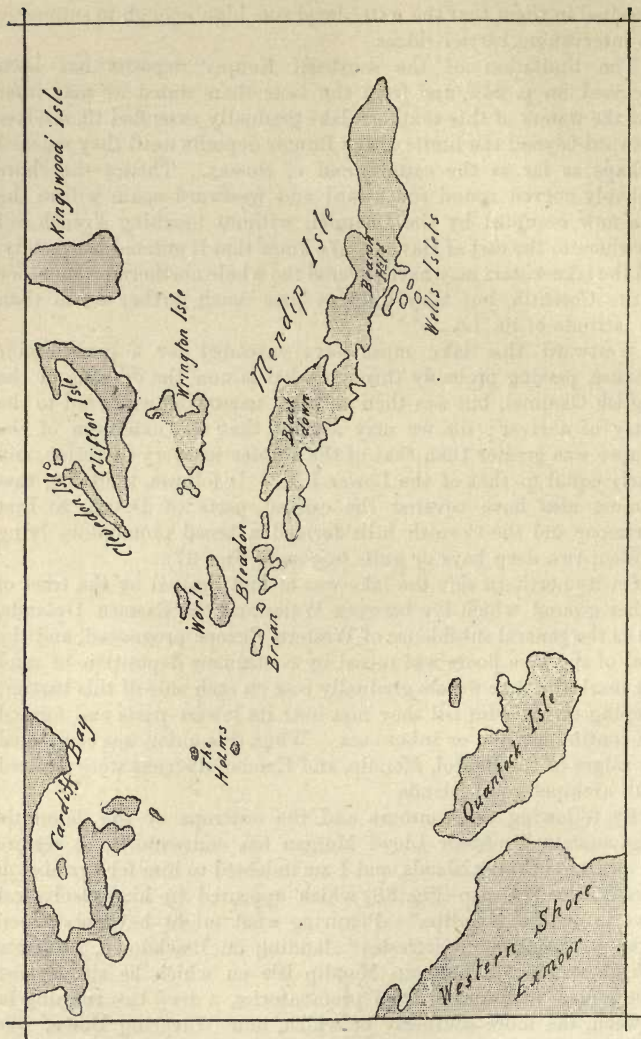 Kingswood Isle
Clifton Isle
Clevedon Isle
Wrington Isle
Mendip Isle
Beacon Hill
Wells Islets
Black
down
Worle
Bleadon
Brean
Cardiff Bay
The
Holms
Quantock Isle
Western Shore
Exmoor